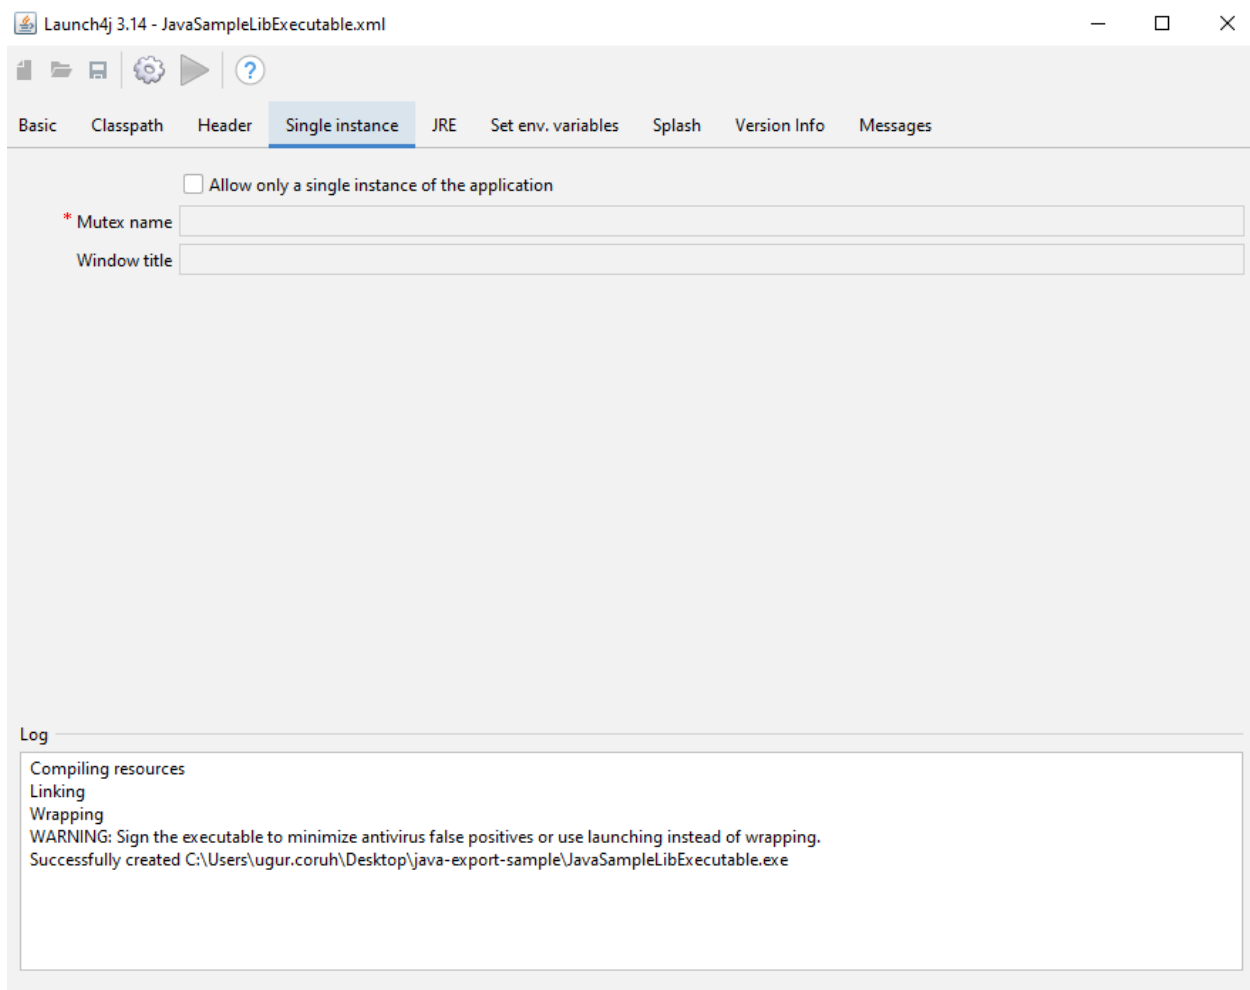 Launch4j 3.14 - JavaSampleLibExecutable.xml
?
Basic Classpath Header Single instance JRE Set env. variables Splash Version Info Messages
Allow only a single instance of the application
* Mutex name
Window title
Log
Compiling resources
Linking
Wrapping
WARNING: Sign the executable to minimize antivirus false positives or use launching instead of wrapping.
Successfully created C:\Users\ugur.coruh\Desktop\java-export-sample\JavaSampleLibExecutable.exe